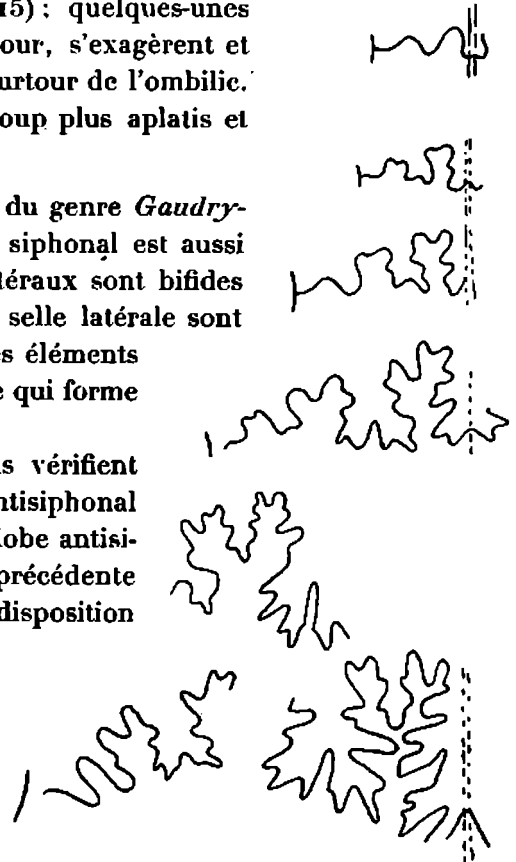 15) ; quelques-unes
our, s'exagèrent et
urtour de l'ombilic.
oup plus aplatis et
du genre Gaudry-
siphonal est aussi
téraux sont bifides
selle latérale sont
es éléments
e qui forme
s vérifient
ntisiphonal
lobe antisi-
précédente
disposition